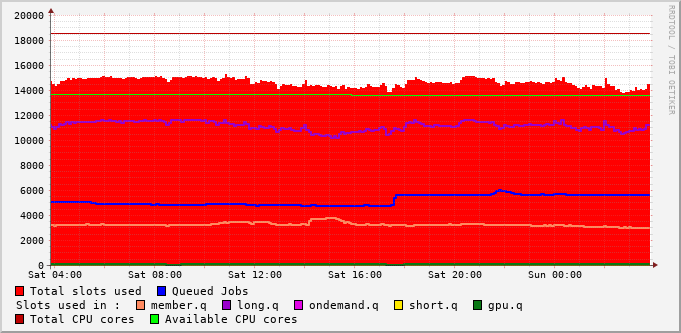 20000
18000
16000
14000
12000
10000
8000
6000
4000
2000
0
Sat 04:00 Sat 08:00 Sat 12:00 Sat 16:00 Sat 20:00 Sun 00:00
Total slots used Queued Jobs
Slots used in : member.q long.q ondemand.q short.q gpu.q
Total CPU cores Available CPU cores
RRDTOOL / TOBI OETIKER